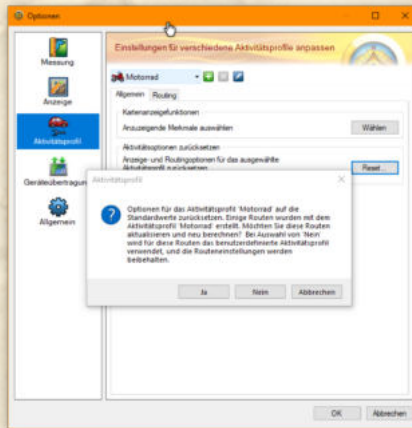 Optionen
Einstellungen für verschiedene Aktivitätsprofile anpassen
Messung
Anzeige
Aktivitätsprofil
Geräteübertragun
Allgemein
Motorrad
Allgemein Routing
Kartenanzeigefunktionen
Anzuzeigende Merkmale auswählen
Wählen
Aktivitätsoptionen zurücksetzen
Anzeige- und Routingoptionen für das ausgewählte
Aktivitätsprofil zurücksetzen
Reset...
Aktivitätsprofil
Optionen für das Aktivitätsprofil 'Motorrad' auf die
Standardwerte zurücksetzen. Einige Routen wurden mit dem
Aktivitätsprofil 'Motorrad' erstellt. Möchten Sie diese Routen
aktualisieren und neu berechnen? Bei Auswahl von 'Nein'
wird für diese Routen das benutzerdefinierte Aktivitätsprofil
verwendet, und die Routeneinstellungen werden
beibehalten.
Ja Nein Abbrechen
OK Abbrechen